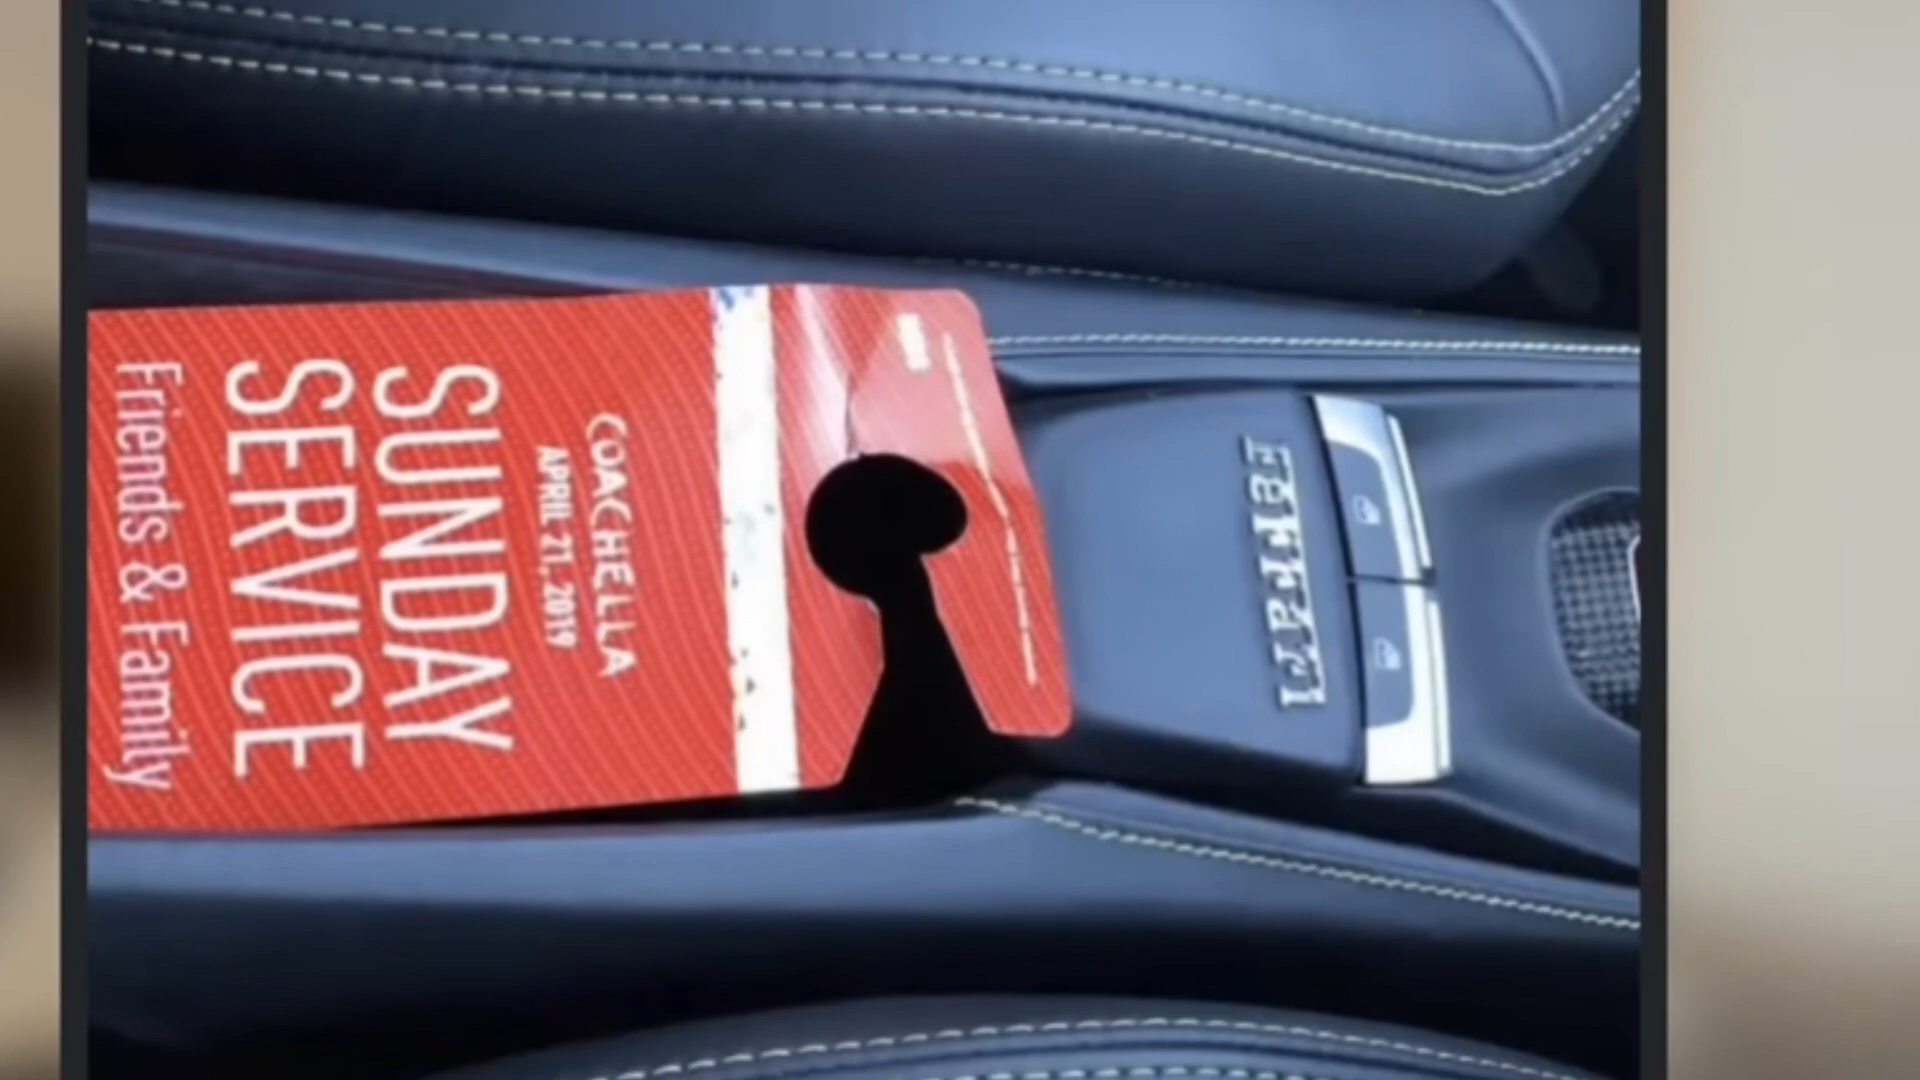 COACHELLA
APRIL 21, 2019
SUNDAY
SERVICE
Friends & Family
Ferrari